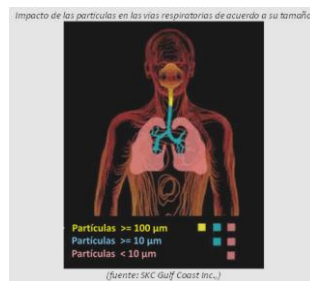 Impacto de las partículas en las vías respiratorias de acuerdo a su tamaño
Partículas >= 100 µm
Partículas >= 10 µm
Partículas < 10 µm
(fuente: SKC Gulf Coast Inc.,)